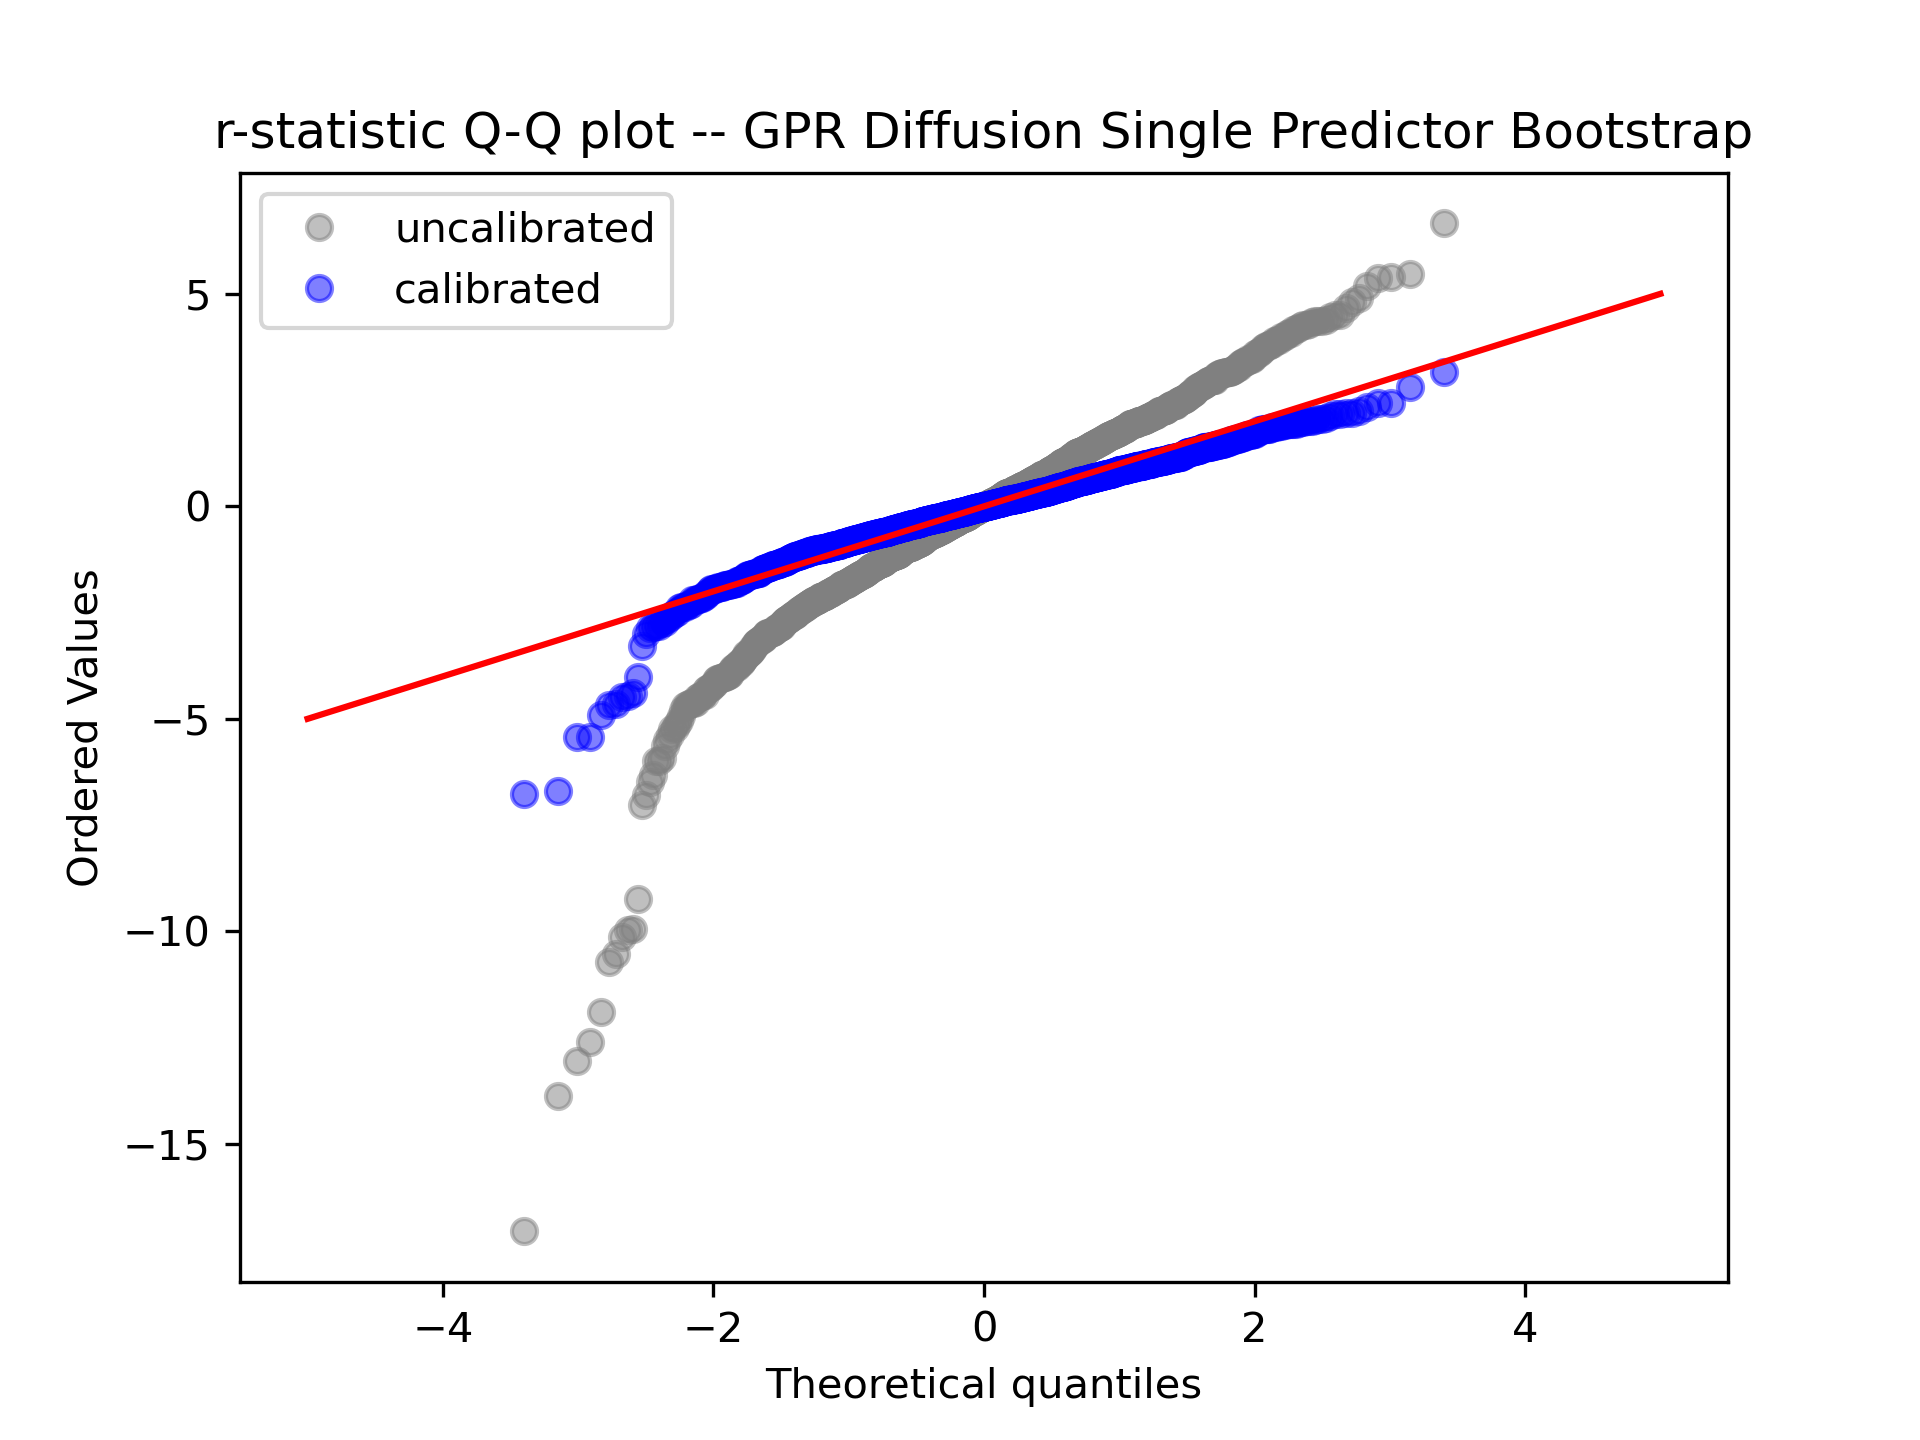 r-statistic Q-Q plot -- GPR Diffusion Single Predictor Bootstrap
uncalibrated
calibrated
5
0
−5
−10
−15
Ordered Values
−4
−2
0
2
4
Theoretical quantiles